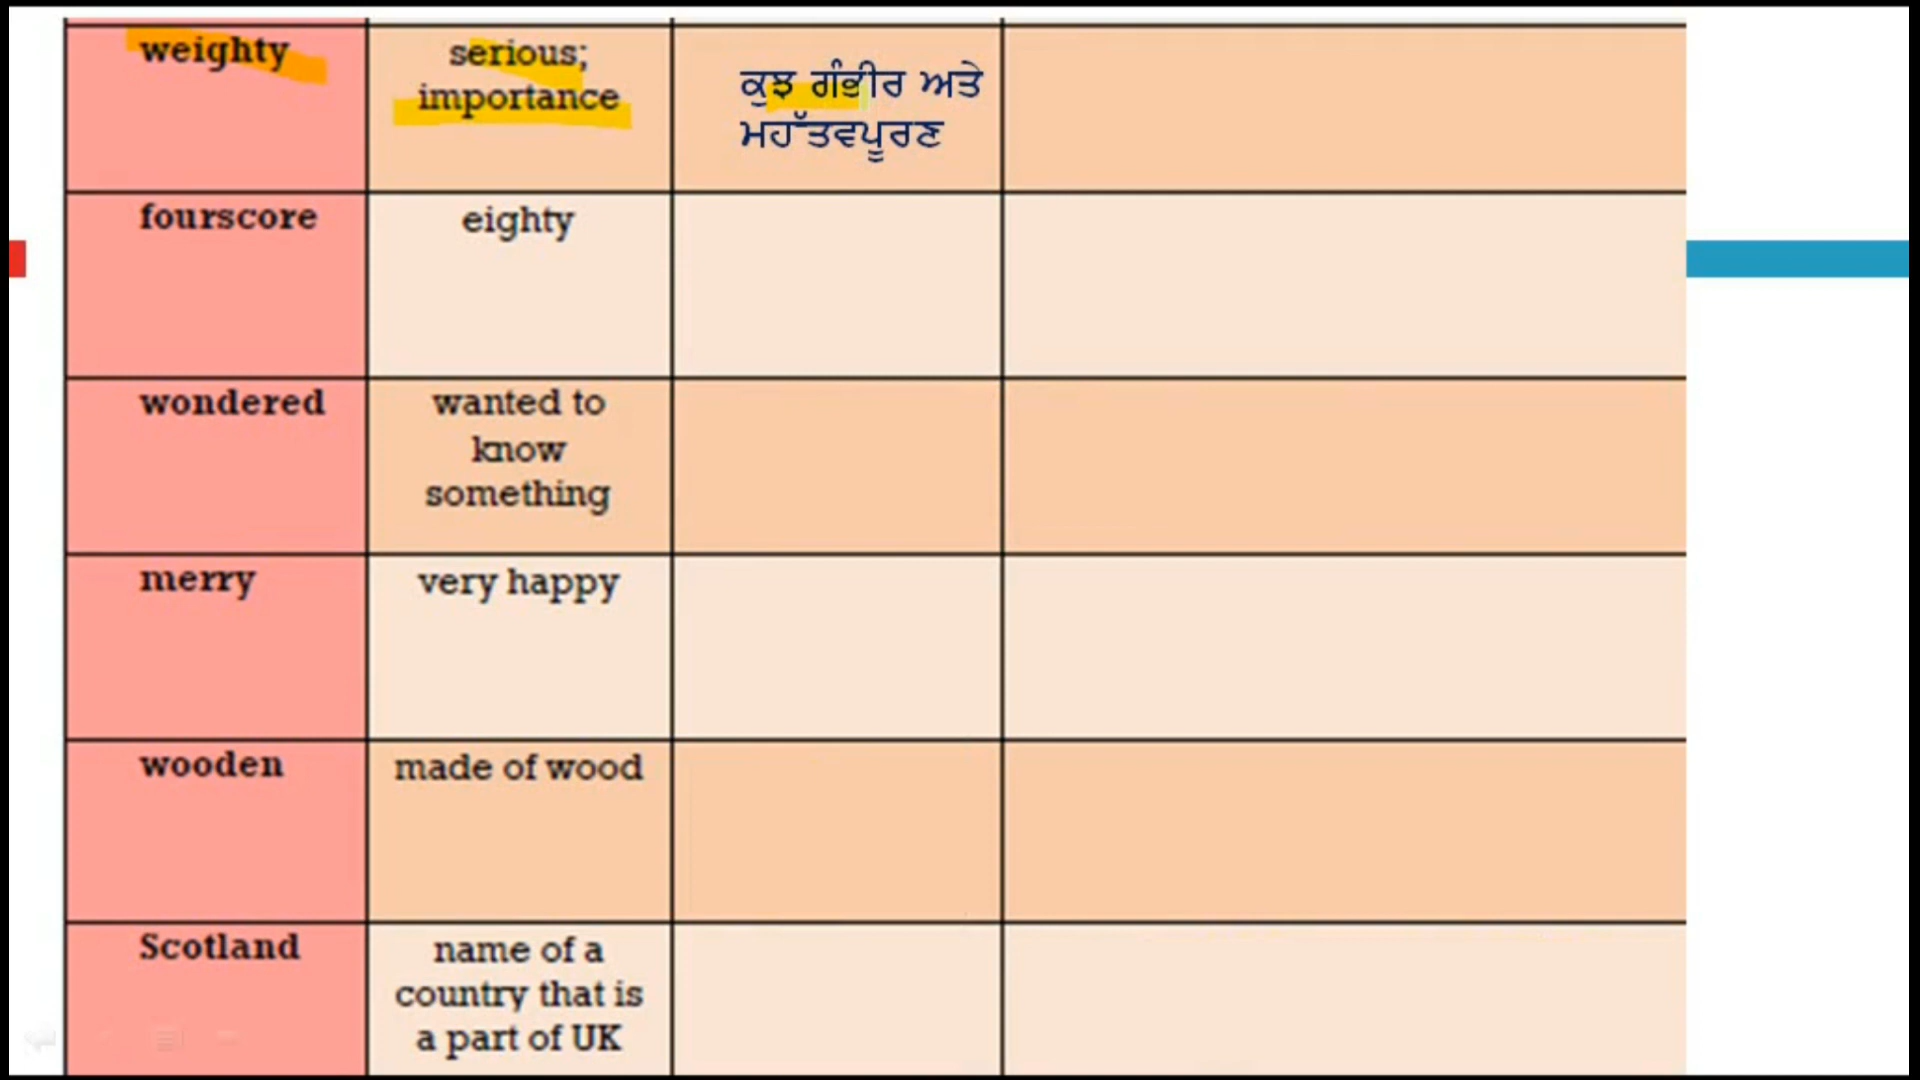 weighty
serious;
importance
ਕੁਝ ਗੰਭੀਰ ਅਤੇ
ਮਹੱਤਵਪੂਰਣ
fourscore
eighty
wondered
wanted to
know
something
merry
very happy
wooden
made of wood
Scotland
name of a
country that is
a part of UK